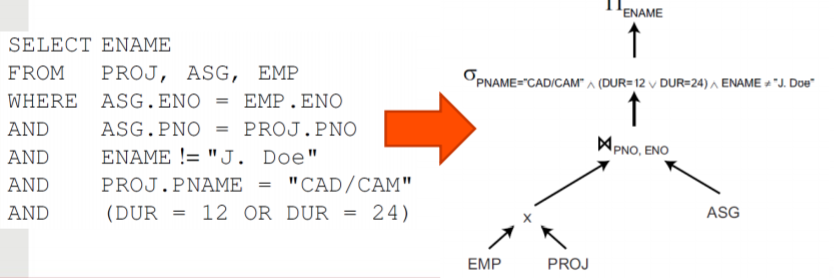 SELECT ENAME
FROM PROJ, ASG, EMP
WHERE ASG.ENO = EMP.ENO
AND ASG.PNO = PROJ.PNO
AND ENAME != "J. Doe"
AND PROJ.PNAME = "CAD/CAM"
AND (DUR = 12 OR DUR = 24)
Π ENAME
σ PNAME="CAD/CAM" ∧ (DUR=12 ∨ DUR=24) ∧ ENAME ≠ "J. Doe"
⋈ PNO, ENO
x
ASG
EMP PROJ